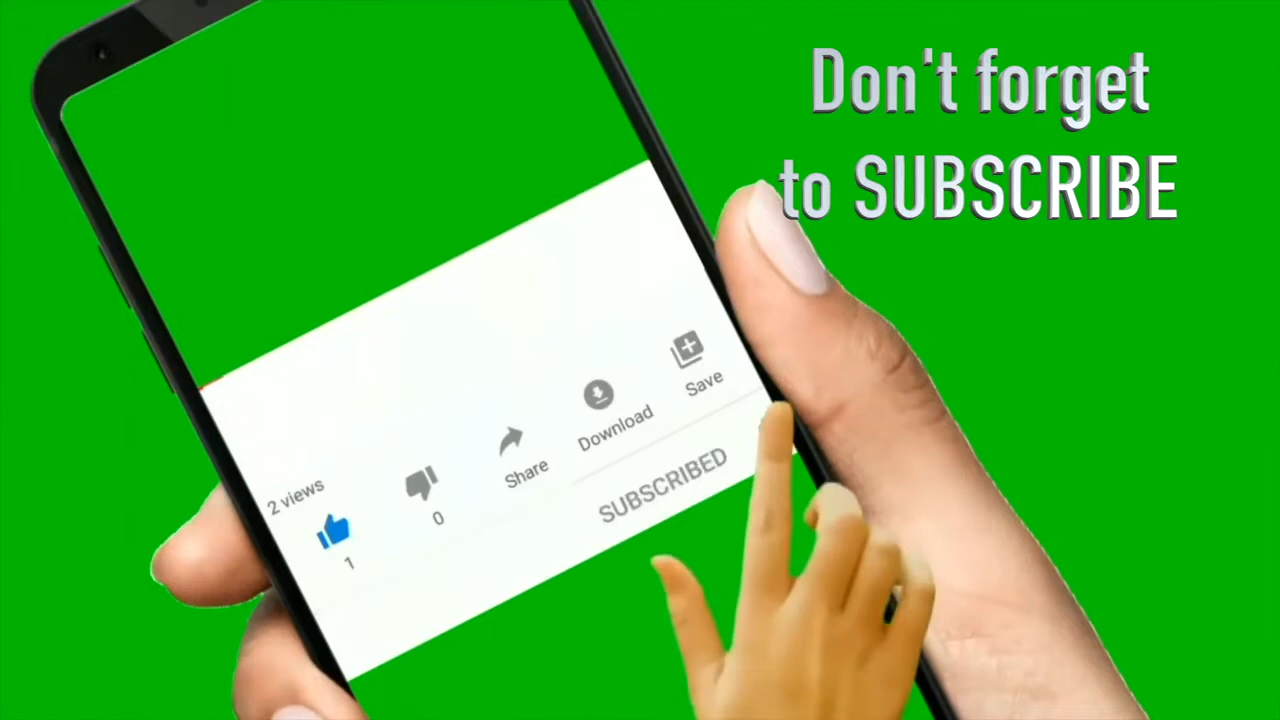 Don't forget
to SUBSCRIBE
2 views
1
0
Share
Download
Save
SUBSCRIBED